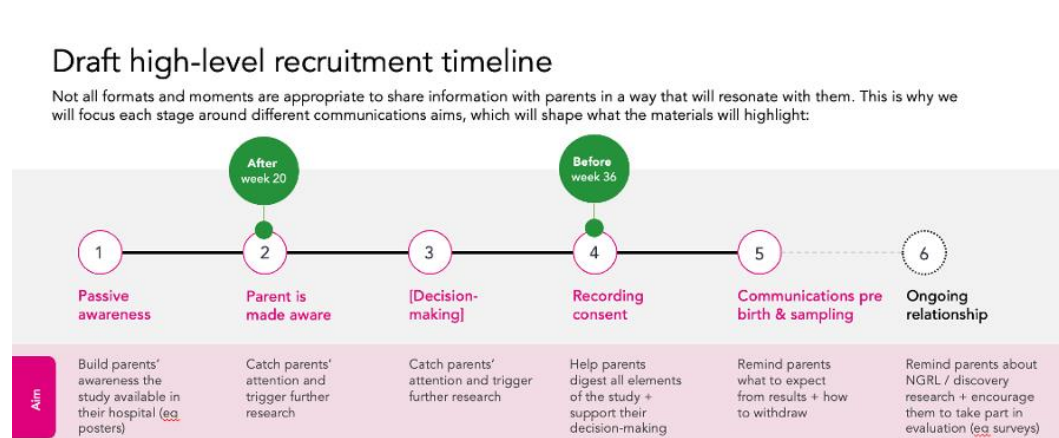 Draft high-level recruitment timeline
Not all formats and moments are appropriate to share information with parents in a way that will resonate with them. This is why we
will focus each stage around different communications aims, which will shape what the materials will highlight:
After
week 20
Before
week 36
1
2
3
4
5
6
Passive
awareness
Parent is
made aware
[Decision-
making]
Recording
consent
Communications pre
birth & sampling
Ongoing
relationship
Aim
Build parents’
awareness the
study available in
their hospital (eg
posters)
Catch parents’
attention and
trigger further
research
Catch parents’
attention and trigger
further research
Help parents
digest all elements
of the study +
support their
decision-making
Remind parents
what to expect
from results + how
to withdraw
Remind parents about
NGRL / discovery
research + encourage
them to take part in
evaluation (eg surveys)